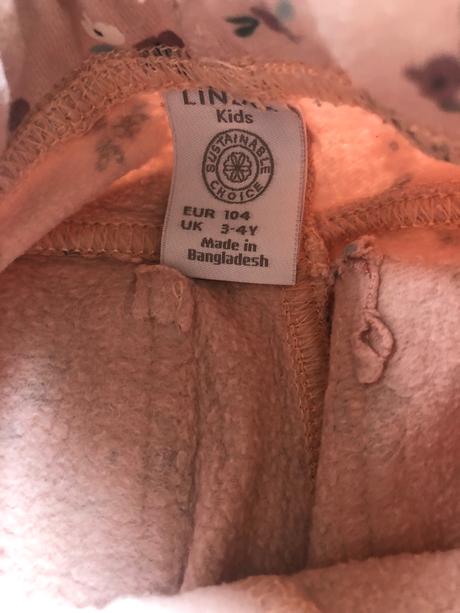 Kids
SUSTAINABLE
CHOICE
EUR 104
UK 3-4Y
Made in
Bangladesh